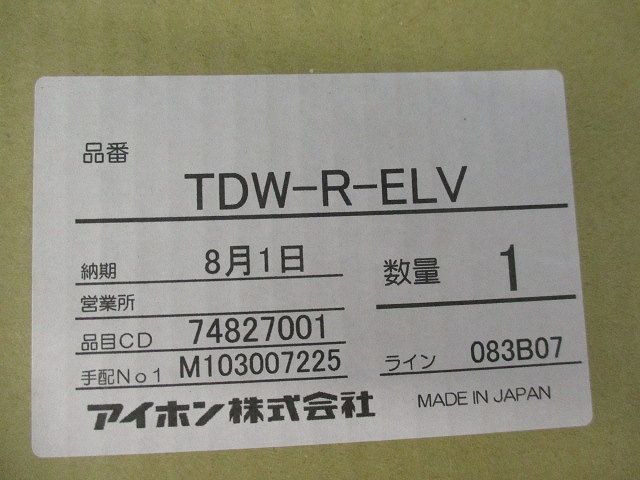 品番
TDW-R-ELV
納期 8月1日
数量 1
営業所
品目CD 74827001
手配No1 M103007225
ライン 083B07
アイホン株式会社
MADE IN JAPAN